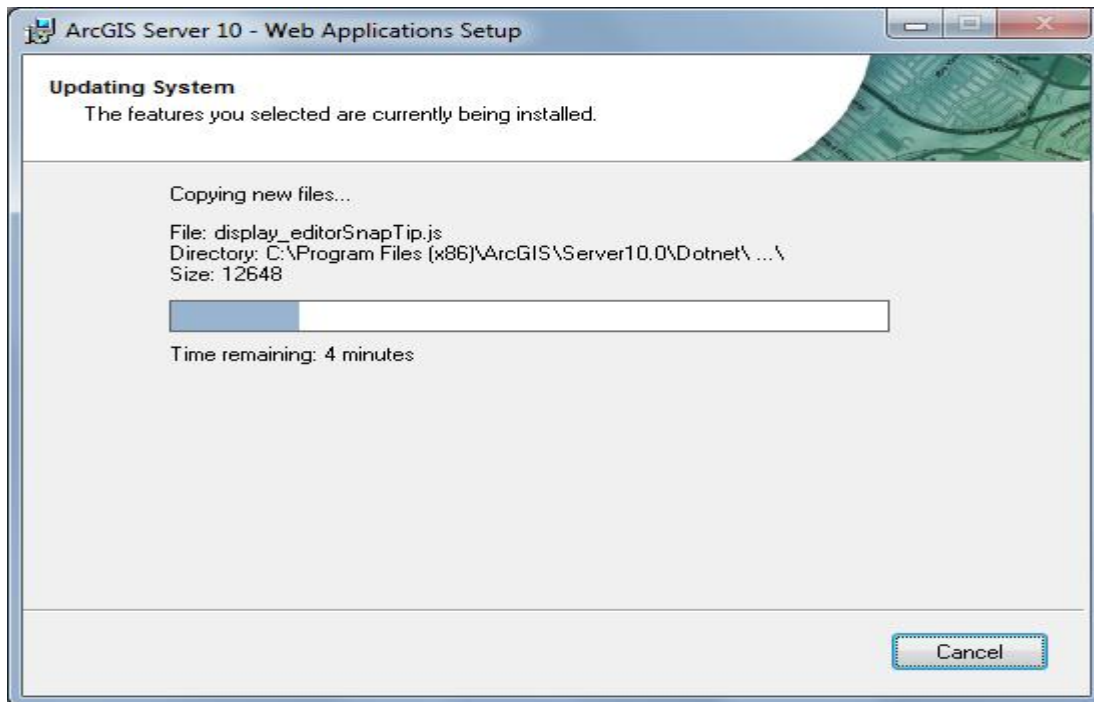 ArcGIS Server 10 - Web Applications Setup
Updating System
The features you selected are currently being installed.
Copying new files...
File: display_editorSnapTip.js
Directory: C:\Program Files (x86)\ArcGIS\Server10.0\Dotnet\ ...\
Size: 12648
Time remaining: 4 minutes
Cancel